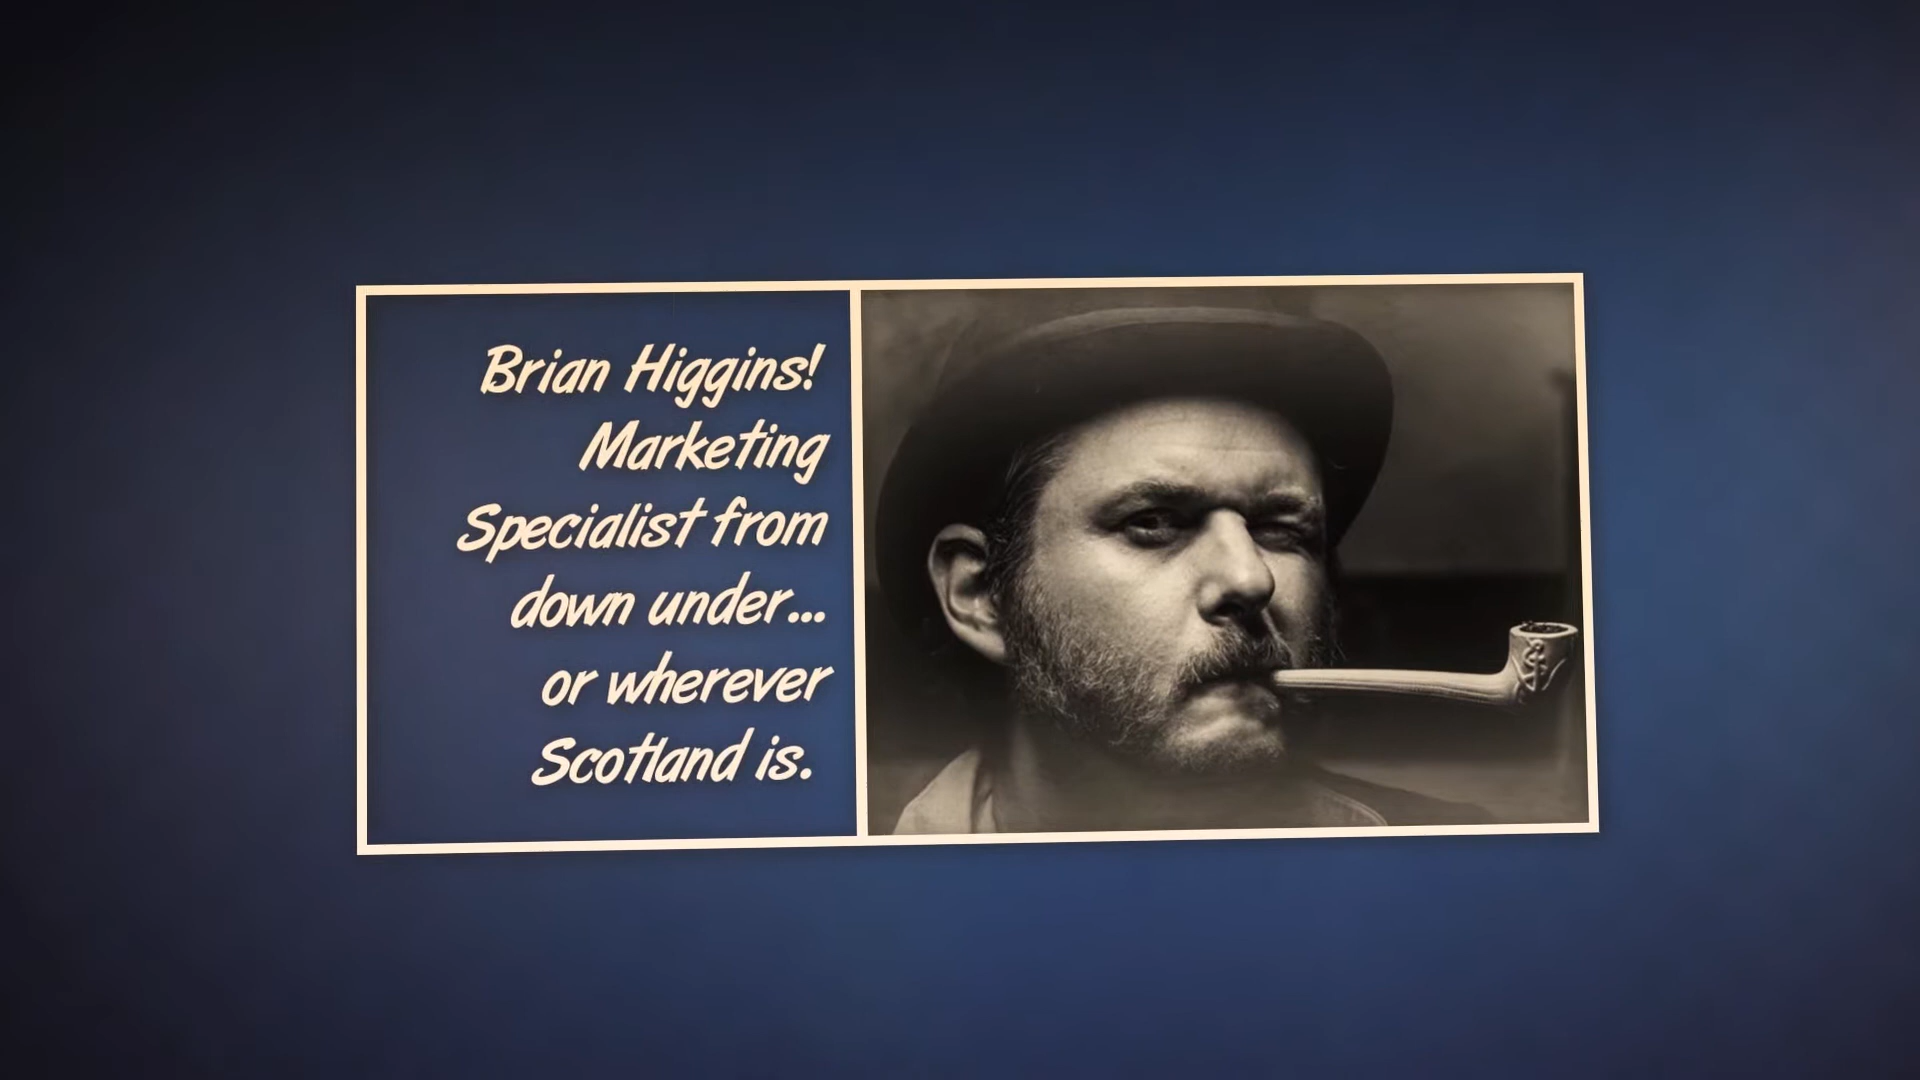 Brian Higgins!
Marketing
Specialist from
down under...
or wherever
Scotland is.